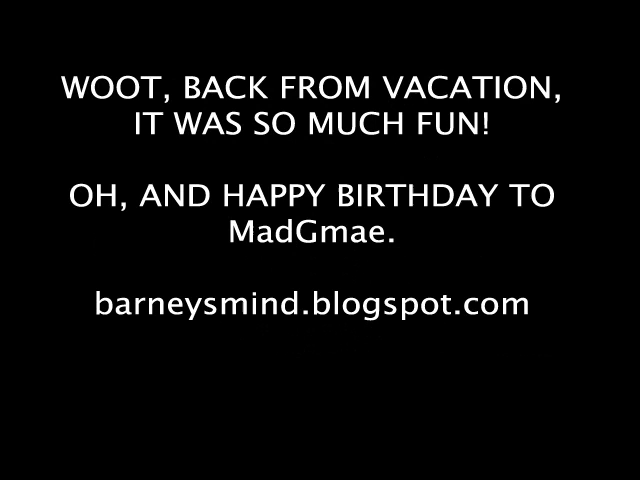 WOOT, BACK FROM VACATION,
IT WAS SO MUCH FUN!
OH, AND HAPPY BIRTHDAY TO
MadGmae.
barneysmind.blogspot.com